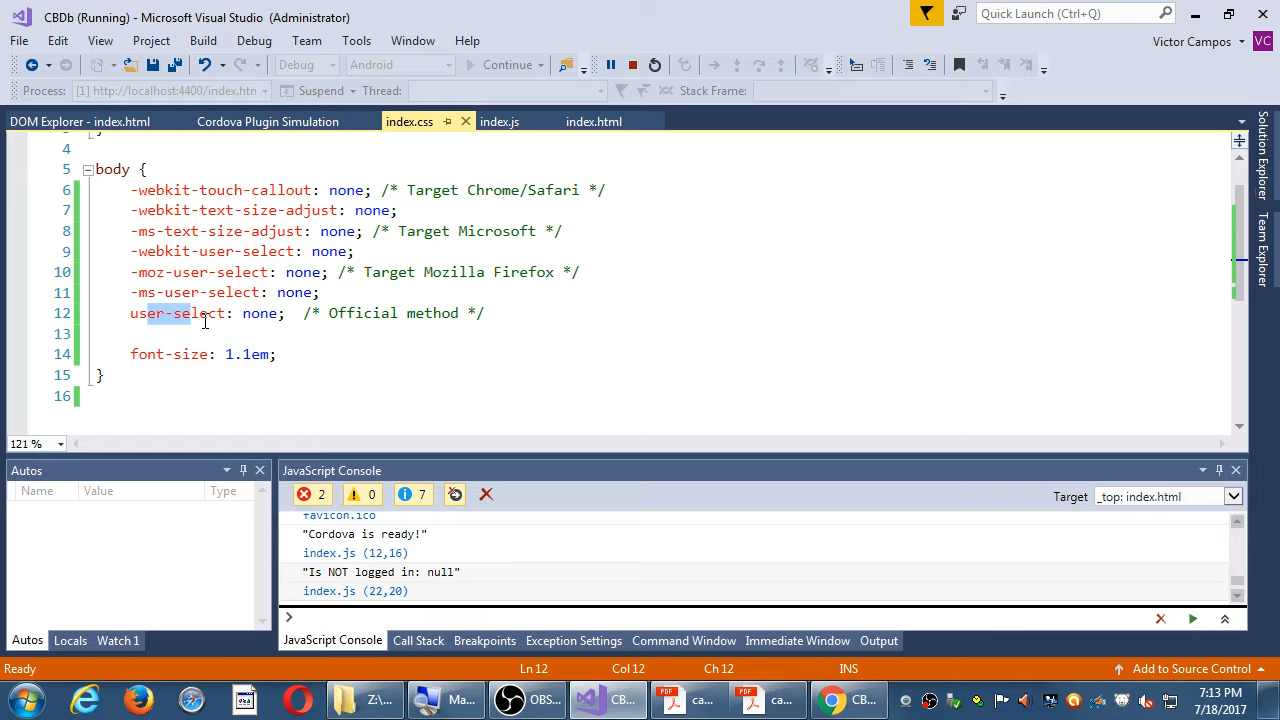 CBDb (Running) - Microsoft Visual Studio (Administrator)
Quick Launch (Ctrl+Q)
File Edit View Project Build Debug Team Tools Window Help
Victor Campos VC
Debug Android Continue
Process: [1] http://localhost:4400/index.htn Suspend Thread: Stack Frame:
DOM Explorer - index.html Cordova Plugin Simulation index.css index.js index.html
Solution Explorer
Team Explorer
4
5 body {
6 -webkit-touch-callout: none; /* Target Chrome/Safari */
7 -webkit-text-size-adjust: none;
8 -ms-text-size-adjust: none; /* Target Microsoft */
9 -webkit-user-select: none;
10 -moz-user-select: none; /* Target Mozilla Firefox */
11 -ms-user-select: none;
12 user-select: none; /* Official method */
13
14 font-size: 1.1em;
15 }
16
121 %
Autos
Name Value Type
JavaScript Console
2 0 7
Target _top: index.html
favicon.ico
"Cordova is ready!"
index.js (12,16)
"Is NOT logged in: null"
index.js (22,20)
Autos Locals Watch 1
JavaScript Console Call Stack Breakpoints Exception Settings Command Window Immediate Window Output
Ready Ln 12 Col 12 Ch 12 INS Add to Source Control
Z:\... Ma... OBS... CB... ca... ca... CB...
7:13 PM
7/18/2017